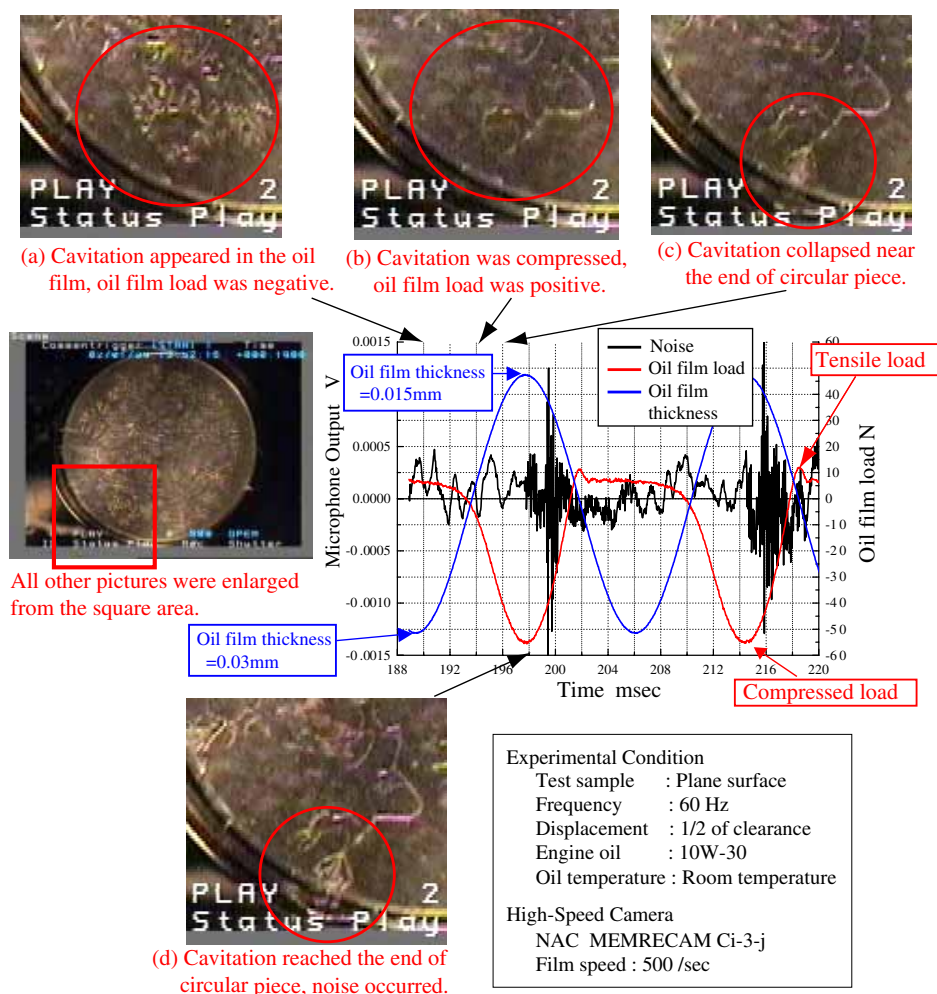 PLAY 2
Status Play
PLAY 2
Status Play
PLAY 2
Status Play
(a) Cavitation appeared in the oil
film, oil film load was negative.
(b) Cavitation was compressed,
oil film load was positive.
(c) Cavitation collapsed near
the end of circular piece.
OPEM
Shutter
All other pictures were enlarged
from the square area.
Oil film thickness
=0.015mm
Oil film thickness
=0.03mm
Microphone Output V
0.0015
0.0005
0.0000
-0.0005
-0.0010
-0.0015
Noise
Oil film load
Oil film
thickness
Tensile load
Compressed load
60
40
30
20
10
0
-10
-20
-30
-40
-50
-60
Oil film load N
188 192 196 200 204 208 212 216 220
Time msec
PLAY 2
Status Play
(d) Cavitation reached the end of
circular piece, noise occurred.
Experimental Condition
Test sample : Plane surface
Frequency : 60 Hz
Displacement : 1/2 of clearance
Engine oil : 10W-30
Oil temperature : Room temperature
High-Speed Camera
NAC MEMRECAM Ci-3-j
Film speed : 500 /sec